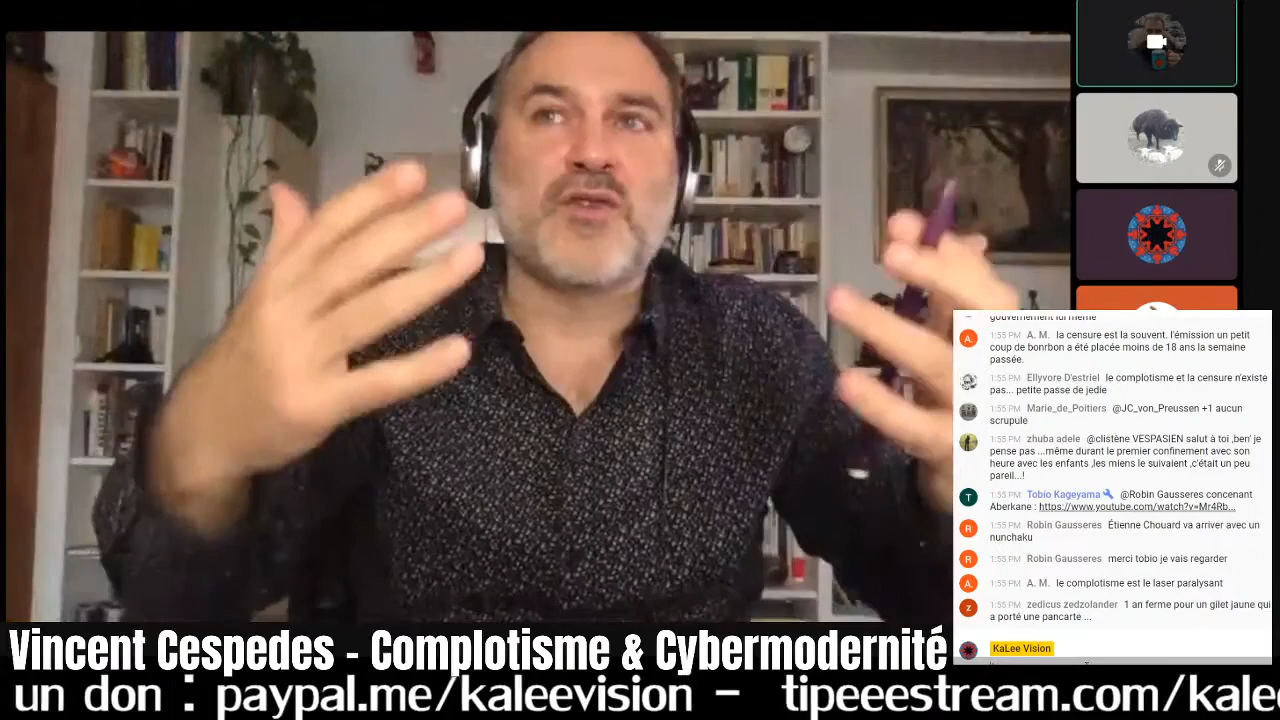 gouvernement lui même
1:55 PM A. M. la censure est la souvent. l'émission un petit
coup de bonrbon a été placée moins de 18 ans la semaine
passée.
1:55 PM Ellyvore D'estriel le complotisme et la censure n'existe
pas... petite passe de jedie
1:55 PM Marie_de_Poitiers @JC_von_Preussen +1 aucun
scrupule
1:55 PM zhuba adele @clistène VESPASIEN salut à toi ,ben' je
pense pas ...même durant le premier confinement avec son
heure avec les enfants ,les miens le suivaient ,c'était un peu
pareil...!
T 1:55 PM Tobio Kageyama @Robin Gausseres concenant
Aberkane : https://www.youtube.com/watch?v=Mr4Rb...
R 1:55 PM Robin Gausseres Étienne Chouard va arriver avec un
nunchaku
R 1:55 PM Robin Gausseres merci tobio je vais regarder
A. 1:55 PM A. M. le complotisme est le laser paralysant
z 1:55 PM zedicus zedzolander 1 an ferme pour un gilet jaune qui
a porté une pancarte ...
KaLee Vision
Vincent Cespedes - Complotisme & Cybermodernité
un don : paypal.me/kaleevision - tipeeestream.com/kalee